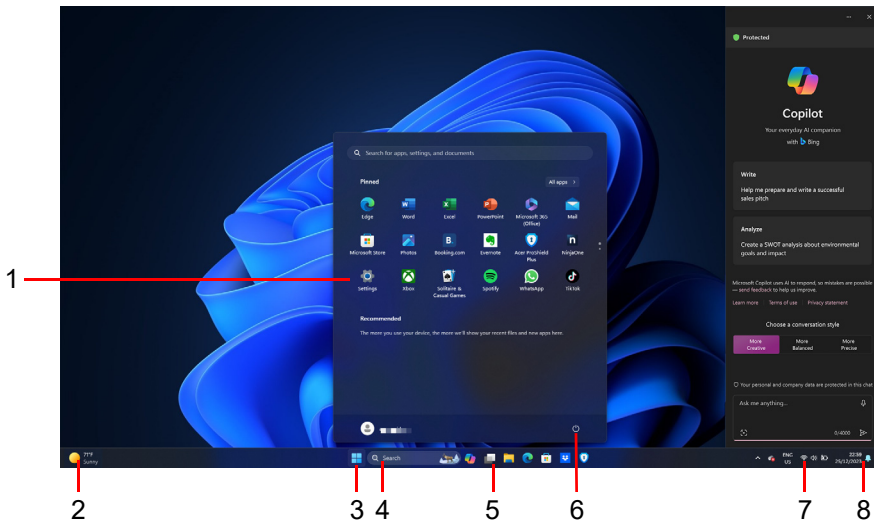 Protected
Copilot
Your everyday AI companion
with Bing
Write
Help me prepare and write a successful
sales pitch
Analyze
Create a SWOT analysis about environmental
goals and impact
Microsoft Copilot uses AI to respond, so mistakes are possible
— send feedback to help us improve.
Learn more Terms of use Privacy statement
Choose a conversation style
More Creative
More Balanced
More Precise
Your personal and company data are protected in this chat
Ask me anything...
0/4000
Search for apps, settings, and documents
Pinned
All apps >
Edge Word Excel PowerPoint Microsoft 365 (Office) Mail
Microsoft Store Photos Booking.com Evernote Acer ProShield Plus NinjaOne
Settings Xbox Solitaire & Casual Games Spotify WhatsApp TikTok
Recommended
The more you use your device, the more we'll show your recent files and new apps here.
71°F
Sunny
Search
ENG
US
22:59
25/12/2023
1
2 3 4 5 6 7 8